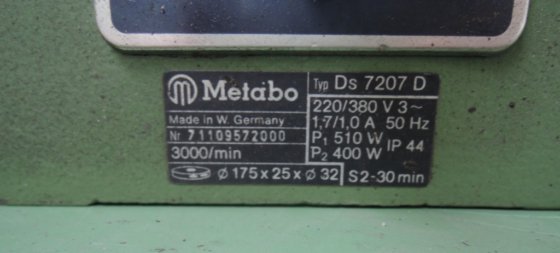 Metabo
Typ Ds 7207 D
Made in W. Germany
Nr 71109572000
3000/min
ø 175 x 25 x ø 32
220/380 V 3~
1,7/1,0 A 50 Hz
P1 510 W IP 44
P2 400 W
S2-30 min